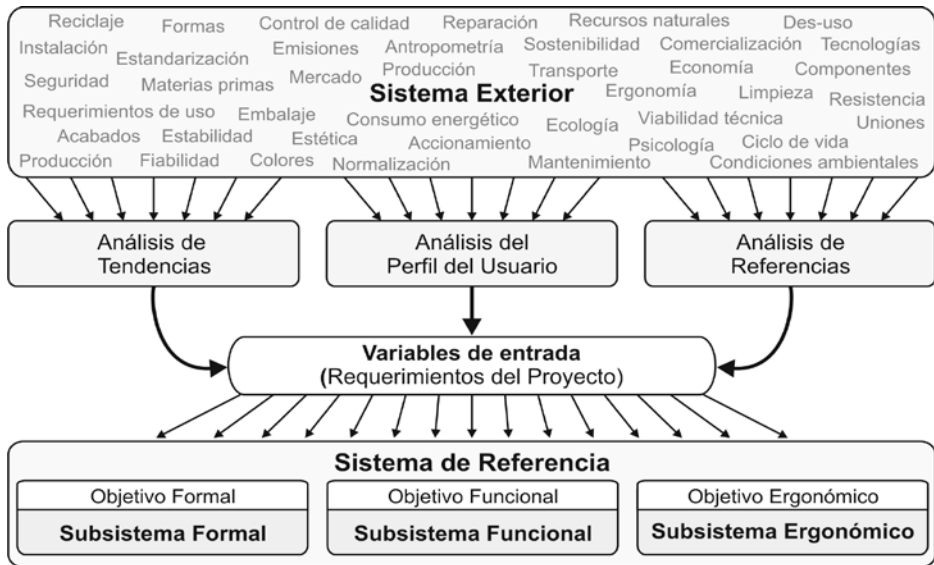 Reciclaje Formas Control de calidad Reparación Recursos naturales Des-uso
Instalación Estandarización Emisiones Antropometría Sostenibilidad Comercialización Tecnologías
Seguridad Materias primas Mercado Producción Transporte Economía Componentes
Sistema Exterior Ergonomía Limpieza Resistencia
Requerimientos de uso Embalaje Consumo energético Ecología Viabilidad técnica Uniones
Acabados Estabilidad Estética Accionamiento Psicología Ciclo de vida
Producción Fiabilidad Colores Normalización Mantenimiento Condiciones ambientales
Análisis de
Tendencias
Análisis del
Perfil del Usuario
Análisis de
Referencias
Variables de entrada
(Requerimientos del Proyecto)
Sistema de Referencia
Objetivo Formal
Subsistema Formal
Objetivo Funcional
Subsistema Funcional
Objetivo Ergonómico
Subsistema Ergonómico